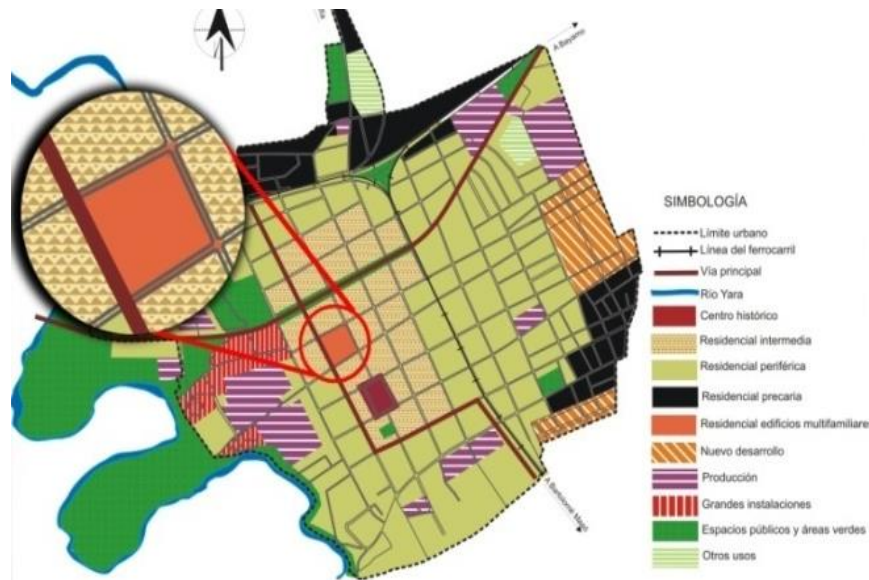 A Bayamo
SIMBOLOGÍA
Límite urbano
Línea del ferrocarril
Vía principal
Río Yara
Centro histórico
Residencial intermedia
Residencial periférica
Residencial precaria
Residencial edificios multifamiliare
Nuevo desarrollo
Producción
Grandes instalaciones
Espacios públicos y áreas verdes
Otros usos
A Bartolomé Masó